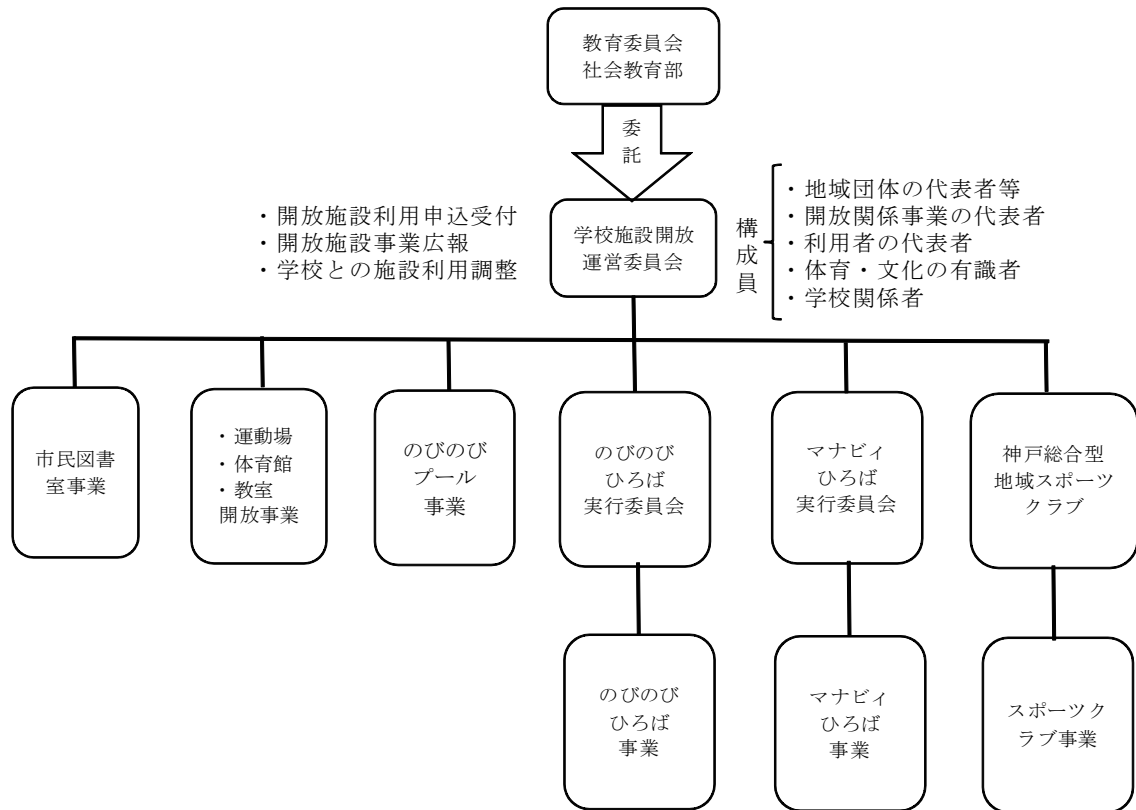 教育委員会
社会教育部
委
託
・開放施設利用申込受付
・開放施設事業広報
・学校との施設利用調整
学校施設開放
運営委員会
構
成
員
・地域団体の代表者等
・開放関係事業の代表者
・利用者の代表者
・体育・文化の有識者
・学校関係者
市民図書
室事業
・運動場
・体育館
・教室
開放事業
のびのび
プール
事業
のびのび
ひろば
実行委員会
マナビィ
ひろば
実行委員会
神戸総合型
地域スポーツ
クラブ
のびのび
ひろば
事業
マナビィ
ひろば
事業
スポーツク
ラブ事業